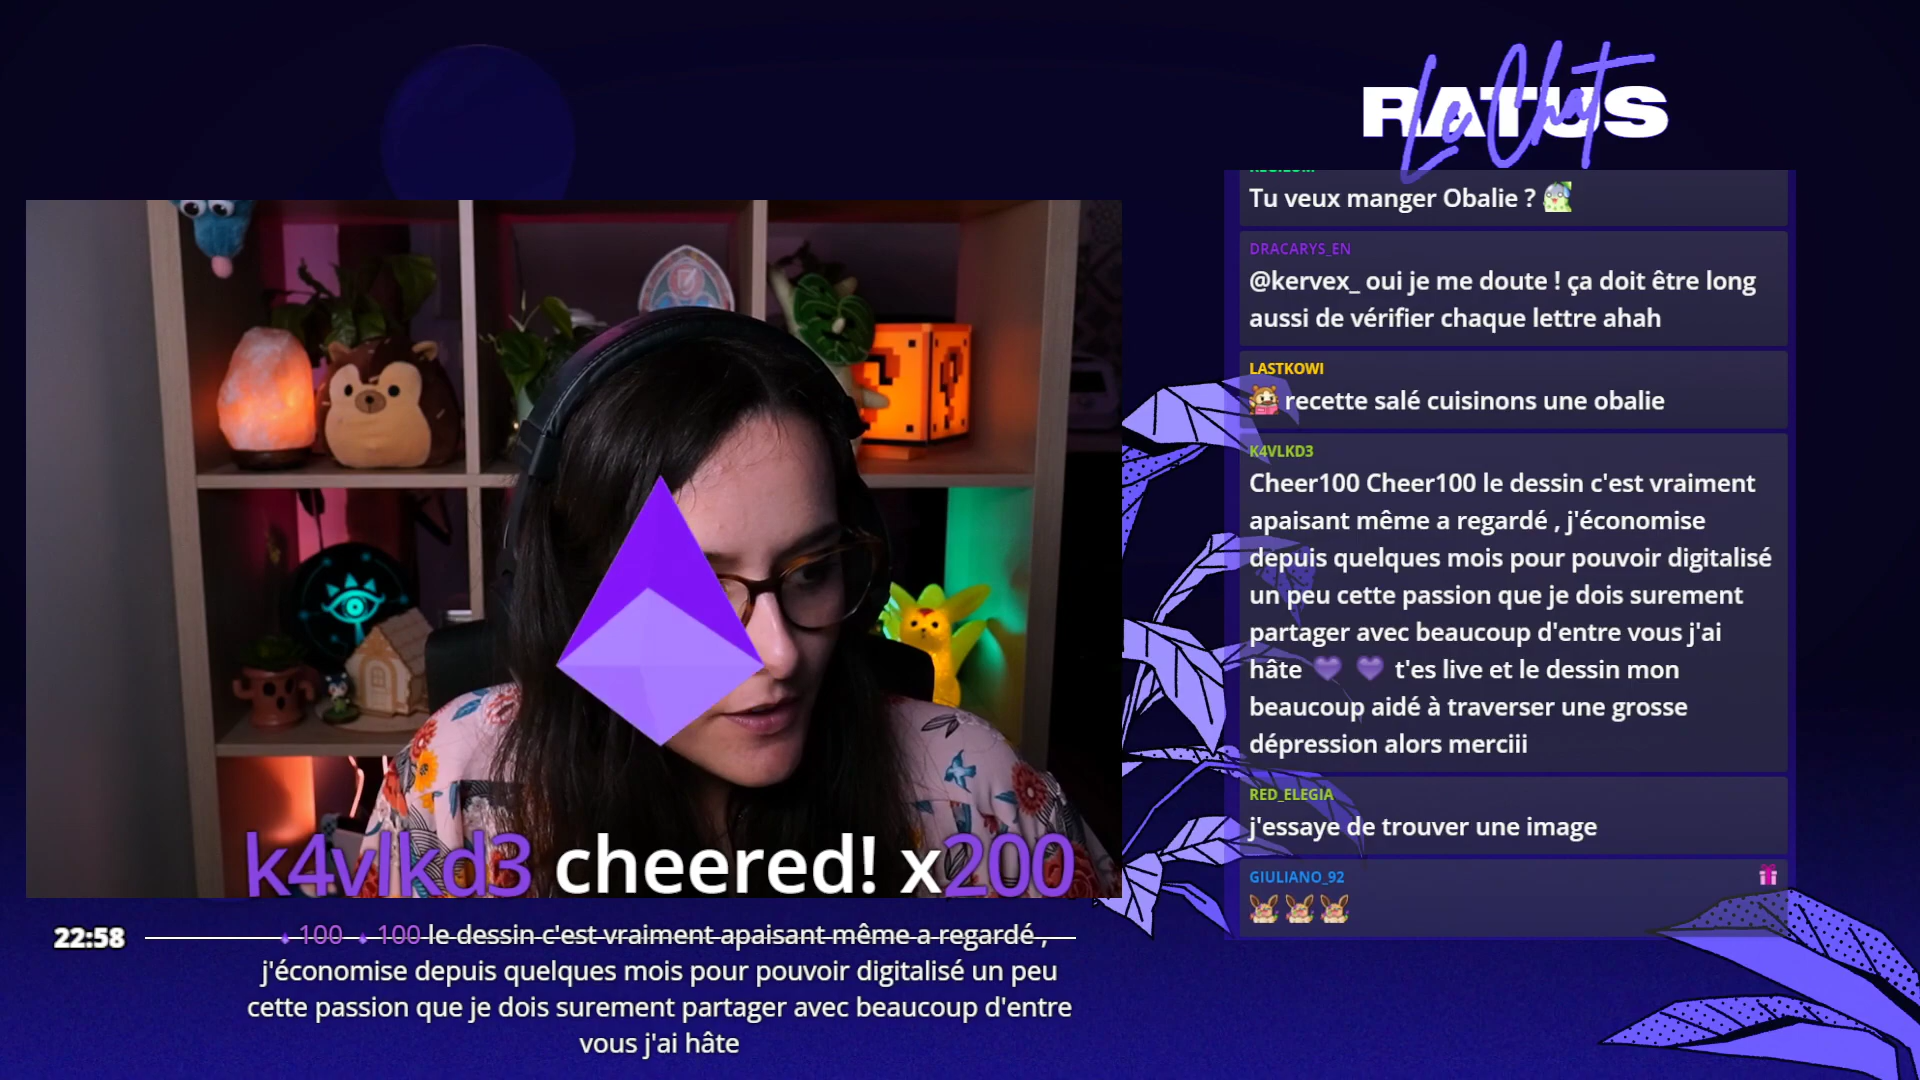 RATUS
Le Chat
Tu veux manger Obalie ?
DRACARYS_EN
@kervex_ oui je me doute ! ça doit être long
aussi de vérifier chaque lettre ahah
LASTKOWI
recette salé cuisinons une obalie
K4VLKD3
Cheer100 Cheer100 le dessin c'est vraiment
apaisant même a regardé , j'économise
depuis quelques mois pour pouvoir digitalisé
un peu cette passion que je dois surement
partager avec beaucoup d'entre vous j'ai
hâte 💜 💜 t'es live et le dessin mon
beaucoup aidé à traverser une grosse
dépression alors merciii
RED_ELEGIA
j'essaye de trouver une image
GIULIANO_92
k4vlkd3 cheered! x200
22:58
100 100 le dessin c'est vraiment apaisant même a regardé ,
j'économise depuis quelques mois pour pouvoir digitalisé un peu
cette passion que je dois surement partager avec beaucoup d'entre
vous j'ai hâte